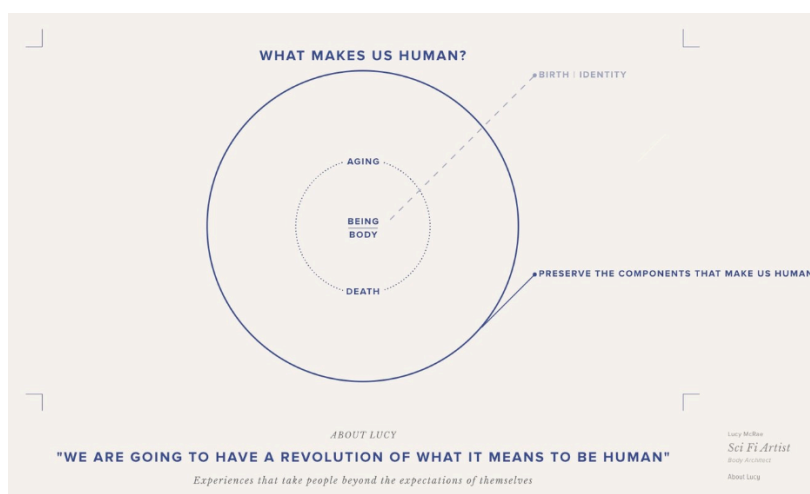 WHAT MAKES US HUMAN?
BIRTH | IDENTITY
AGING
BEING
BODY
PRESERVE THE COMPONENTS THAT MAKE US HUMAN
DEATH
ABOUT LUCY
"WE ARE GOING TO HAVE A REVOLUTION OF WHAT IT MEANS TO BE HUMAN"
Experiences that take people beyond the expectations of themselves
Lucy McRae
Sci Fi Artist
Body Architect
About Lucy